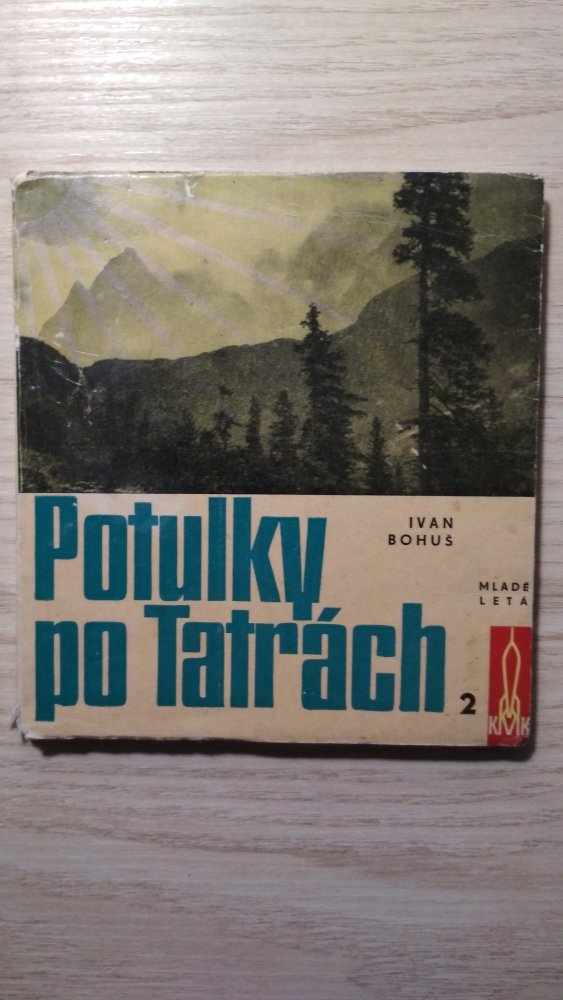 Potulky
po Tatrách
IVAN
BOHUŠ
MLADÉ
LETÁ
2
KMK